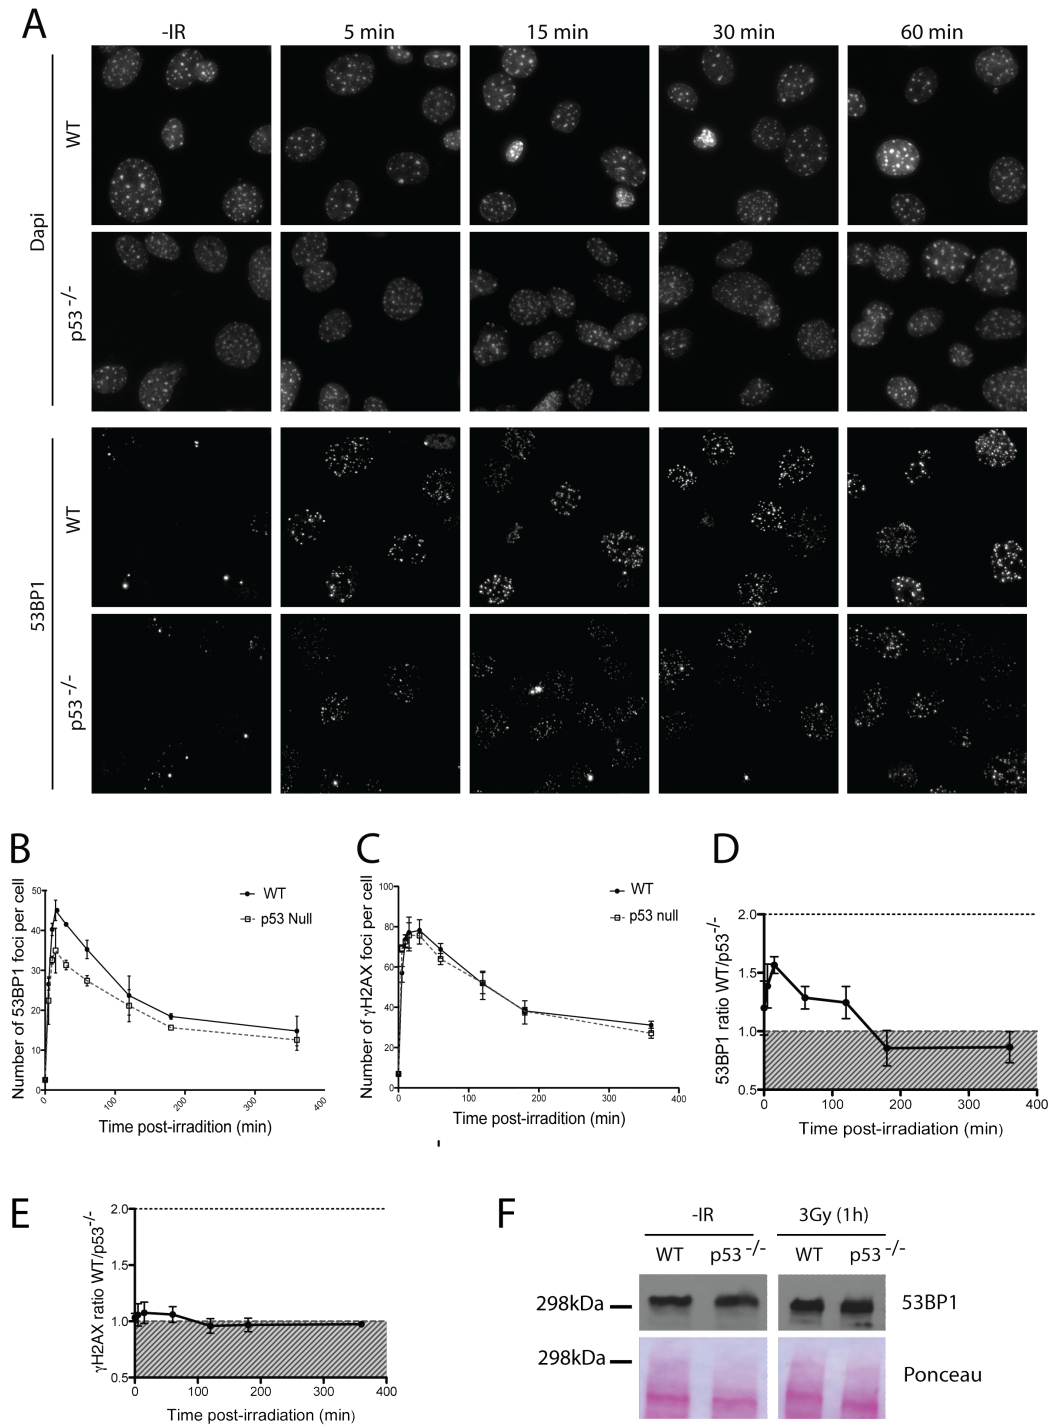 A
-IR 5 min 15 min 30 min 60 min
Dapi
WT
p53 -/-
53BP1
WT
p53 -/-
B
Number of 53BP1 foci per cell
50
40
30
20
10
0
0 100 200 300 400
Time post-irradition (min)
WT
p53 Null
C
Number of γH2AX foci per cell
100
80
60
40
20
0
0 100 200 300 400
Time post-irradition (min)
WT
p53 null
D
53BP1 ratio WT/p53-/-
2.0
1.5
1.0
0.5
0 100 200 300 400
Time post-irradiation (min)
E
γH2AX ratio WT/p53-/-
2.0
1.5
1.0
0.5
0 100 200 300 400
Time post-irradiation (min)
F
-IR 3Gy (1h)
WT p53 -/- WT p53 -/-
298kDa 53BP1
298kDa Ponceau